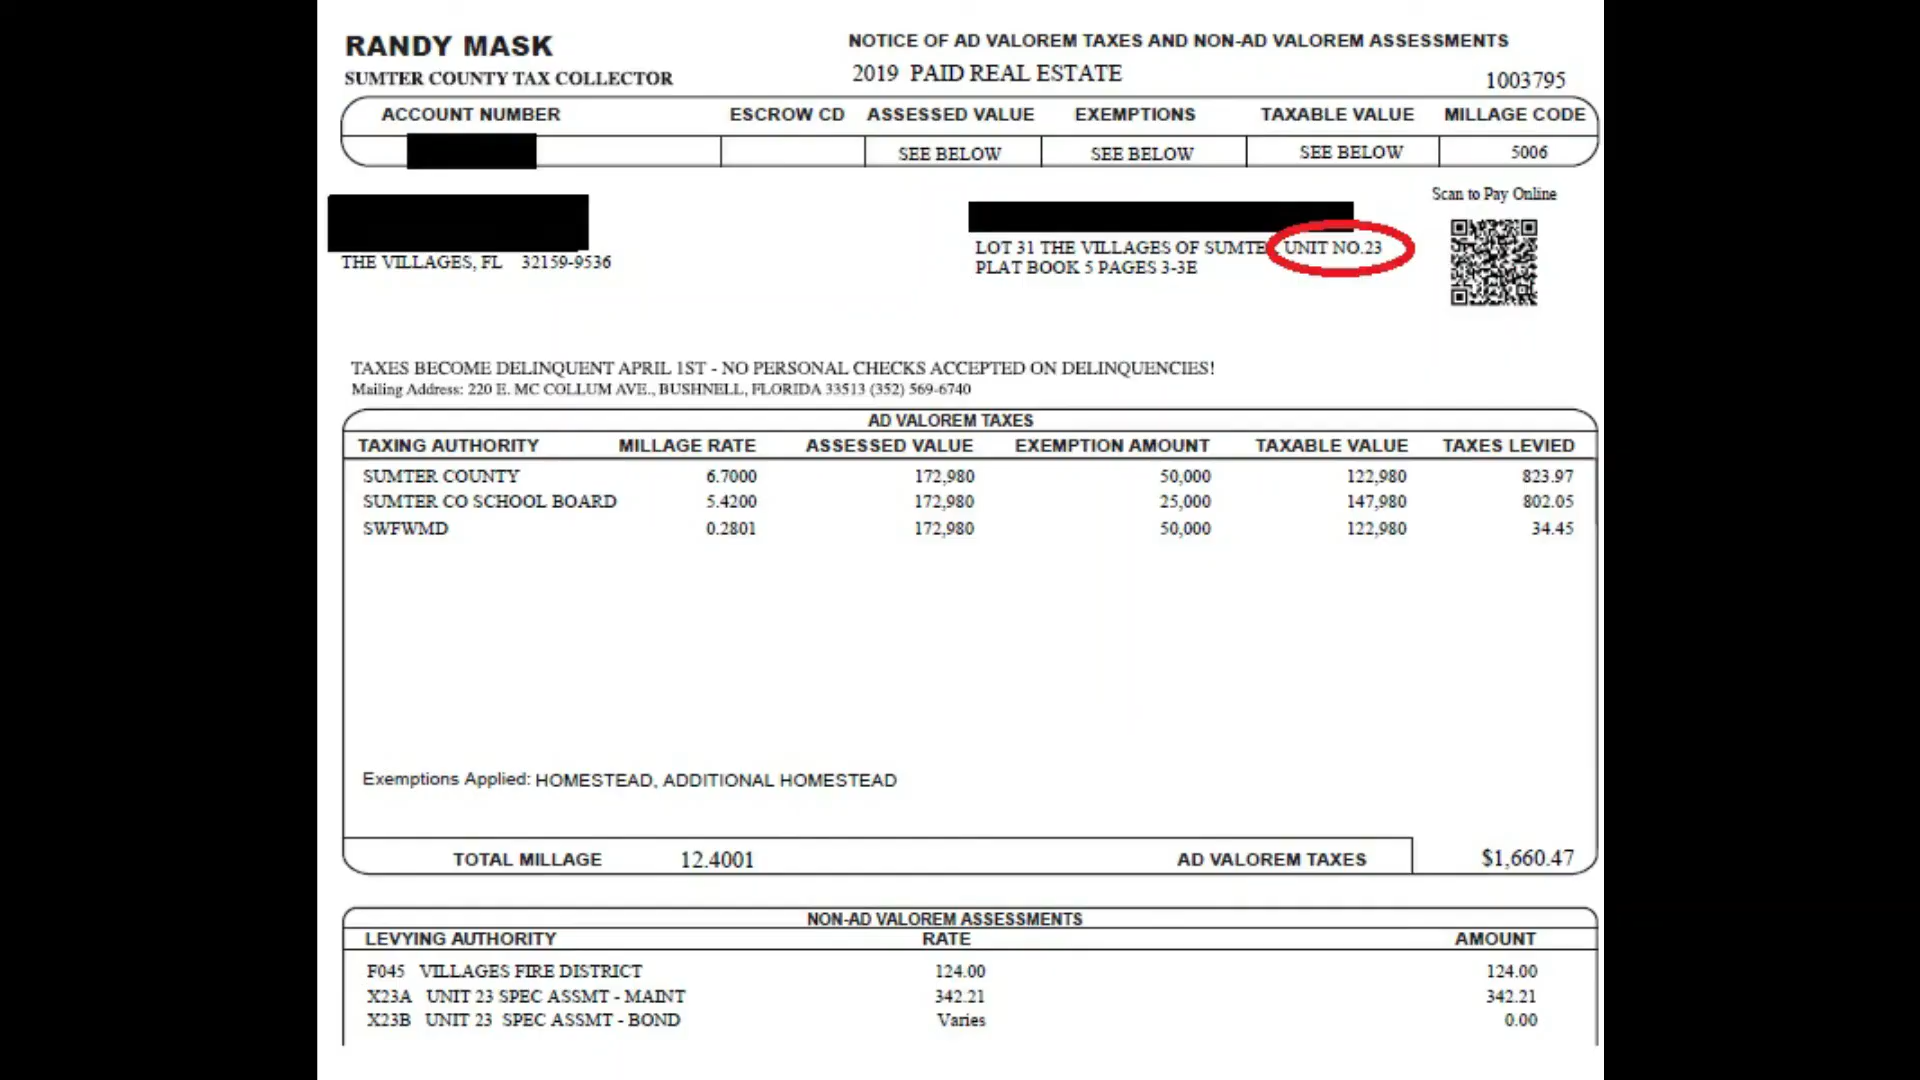 RANDY MASK
SUMTER COUNTY TAX COLLECTOR
NOTICE OF AD VALOREM TAXES AND NON-AD VALOREM ASSESSMENTS
2019 PAID REAL ESTATE
1003795
ACCOUNT NUMBER ESCROW CD ASSESSED VALUE EXEMPTIONS TAXABLE VALUE MILLAGE CODE
SEE BELOW SEE BELOW SEE BELOW 5006
Scan to Pay Online
THE VILLAGES, FL 32159-9536
LOT 31 THE VILLAGES OF SUMTE UNIT NO.23
PLAT BOOK 5 PAGES 3-3E
TAXES BECOME DELINQUENT APRIL 1ST - NO PERSONAL CHECKS ACCEPTED ON DELINQUENCIES!
Mailing Address: 220 E. MC COLLUM AVE., BUSHNELL, FLORIDA 33513 (352) 569-6740
AD VALOREM TAXES
TAXING AUTHORITY MILLAGE RATE ASSESSED VALUE EXEMPTION AMOUNT TAXABLE VALUE TAXES LEVIED
SUMTER COUNTY 6.7000 172,980 50,000 122,980 823.97
SUMTER CO SCHOOL BOARD 5.4200 172,980 25,000 147,980 802.05
SWFWMD 0.2801 172,980 50,000 122,980 34.45
Exemptions Applied: HOMESTEAD, ADDITIONAL HOMESTEAD
TOTAL MILLAGE 12.4001 AD VALOREM TAXES $1,660.47
NON-AD VALOREM ASSESSMENTS
LEVYING AUTHORITY RATE AMOUNT
F045 VILLAGES FIRE DISTRICT 124.00 124.00
X23A UNIT 23 SPEC ASSMT - MAINT 342.21 342.21
X23B UNIT 23 SPEC ASSMT - BOND Varies 0.00